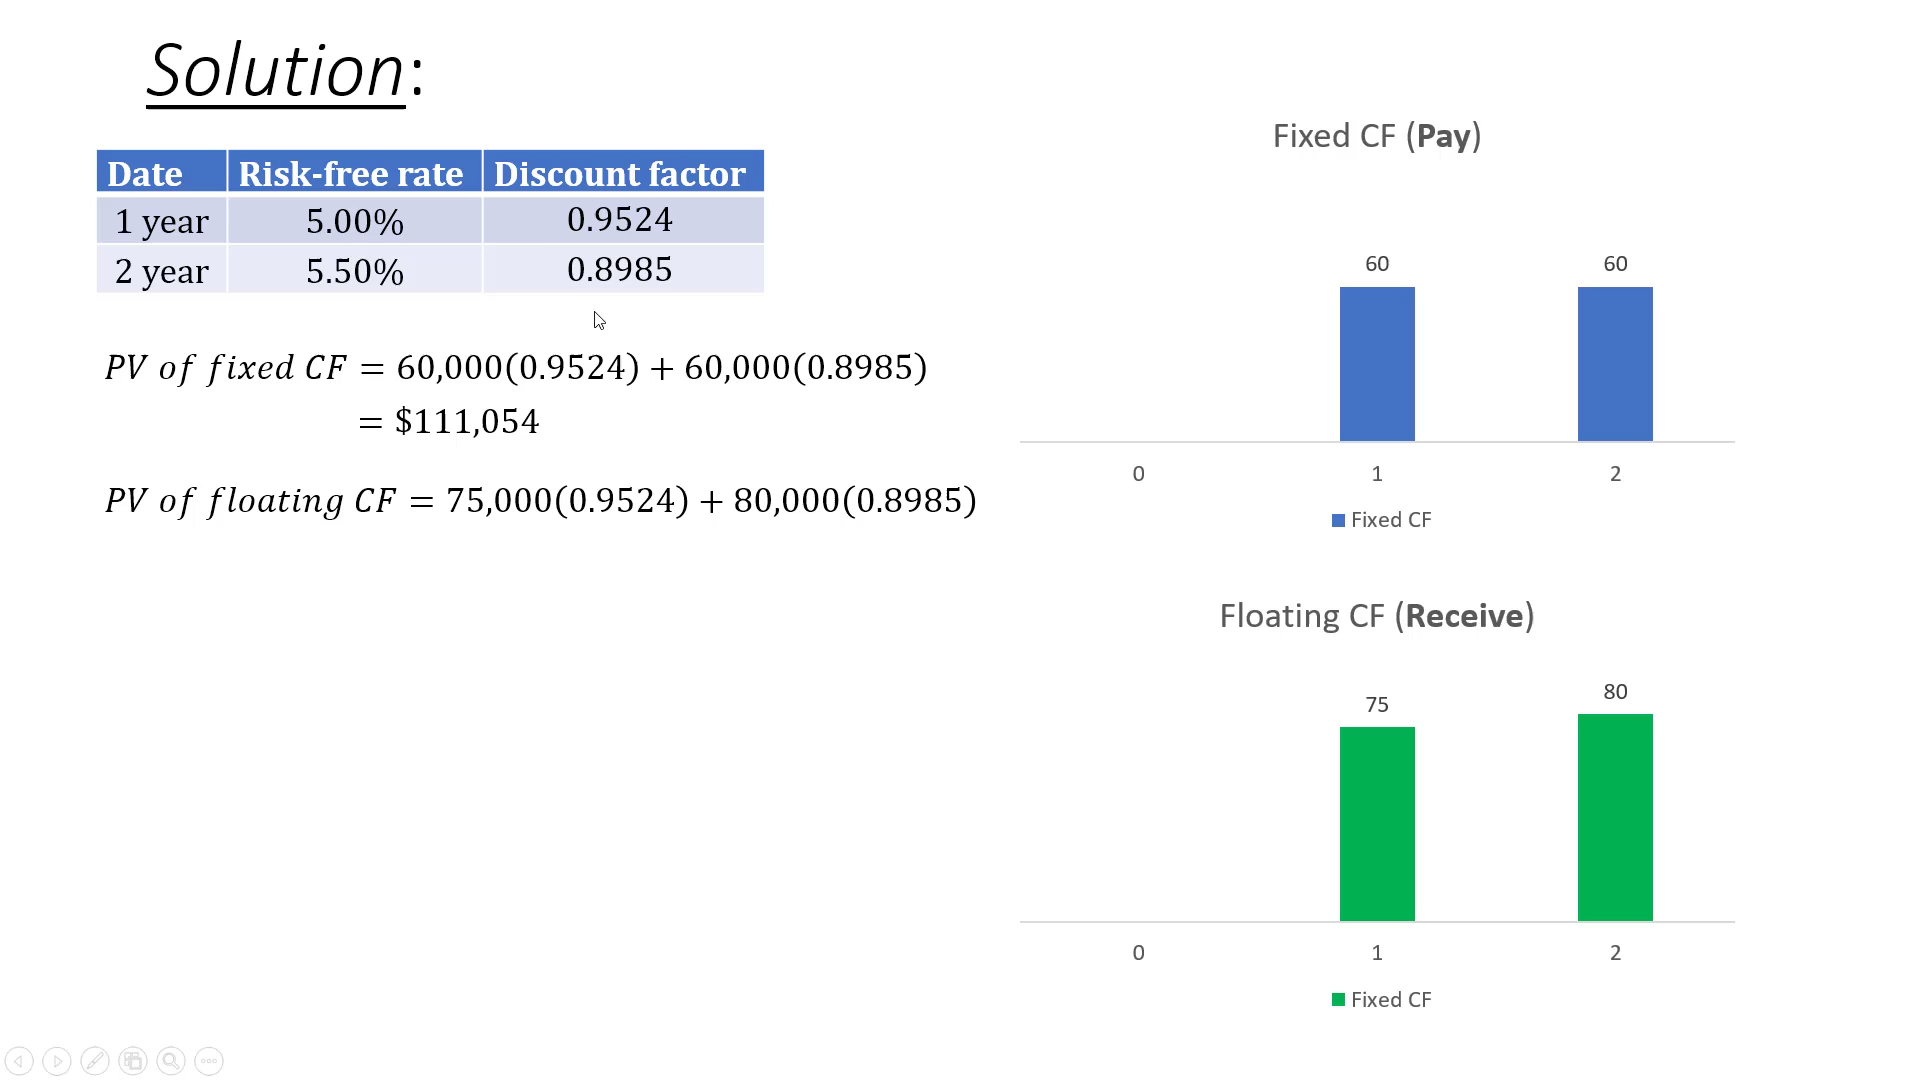 Solution:
Date Risk-free rate Discount factor
1 year 5.00% 0.9524
2 year 5.50% 0.8985
PV of fixed CF = 60,000(0.9524) + 60,000(0.8985)
= $111,054
PV of floating CF = 75,000(0.9524) + 80,000(0.8985)
Fixed CF (Pay)
60 60
0 1 2
Fixed CF
Floating CF (Receive)
75 80
0 1 2
Fixed CF